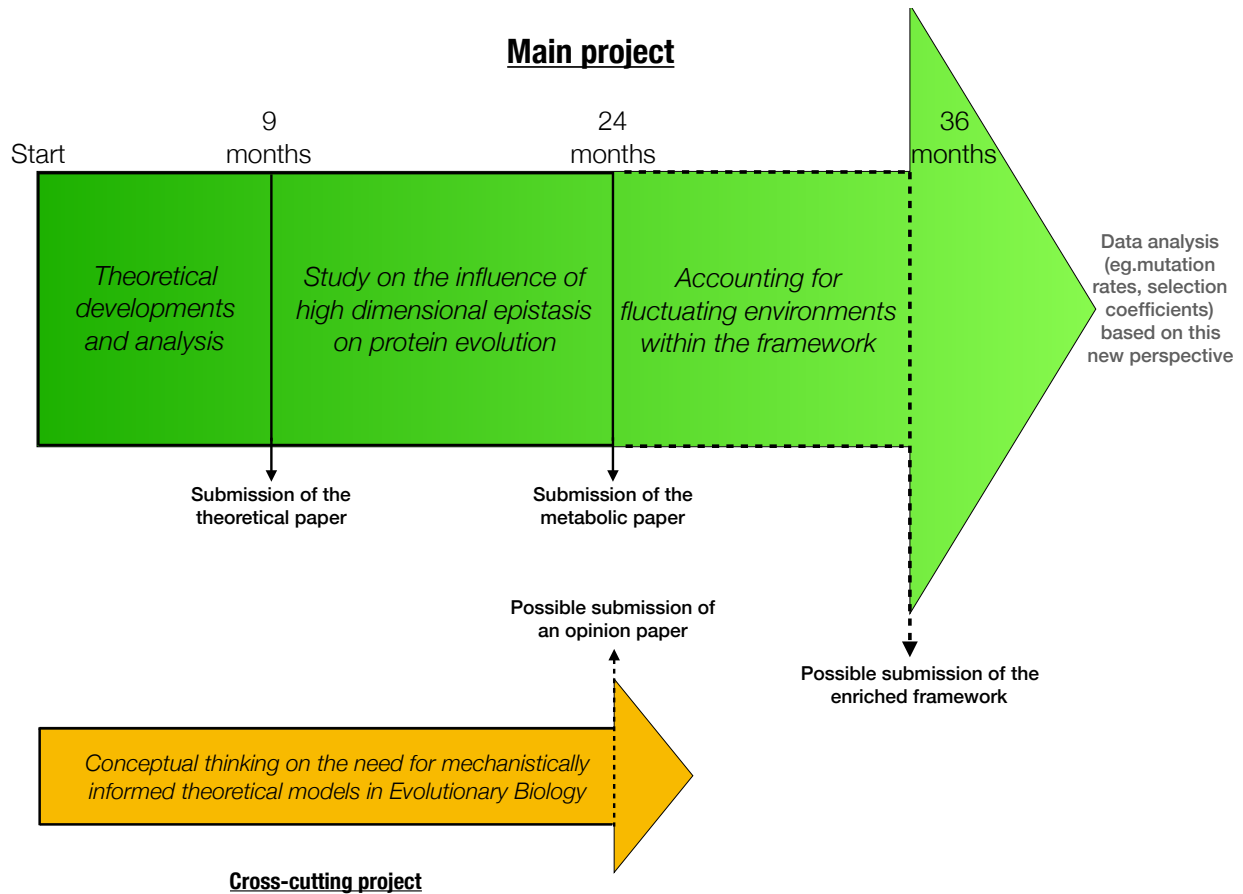 Main project
Start
9
months
24
months
36
months
Theoretical
developments
and analysis
Study on the influence of
high dimensional epistasis
on protein evolution
Accounting for
fluctuating environments
within the framework
Data analysis
(eg.mutation
rates, selection
coefficients)
based on this
new perspective
Submission of the
theoretical paper
Submission of the
metabolic paper
Possible submission of
an opinion paper
Possible submission of the
enriched framework
Conceptual thinking on the need for mechanistically
informed theoretical models in Evolutionary Biology
Cross-cutting project